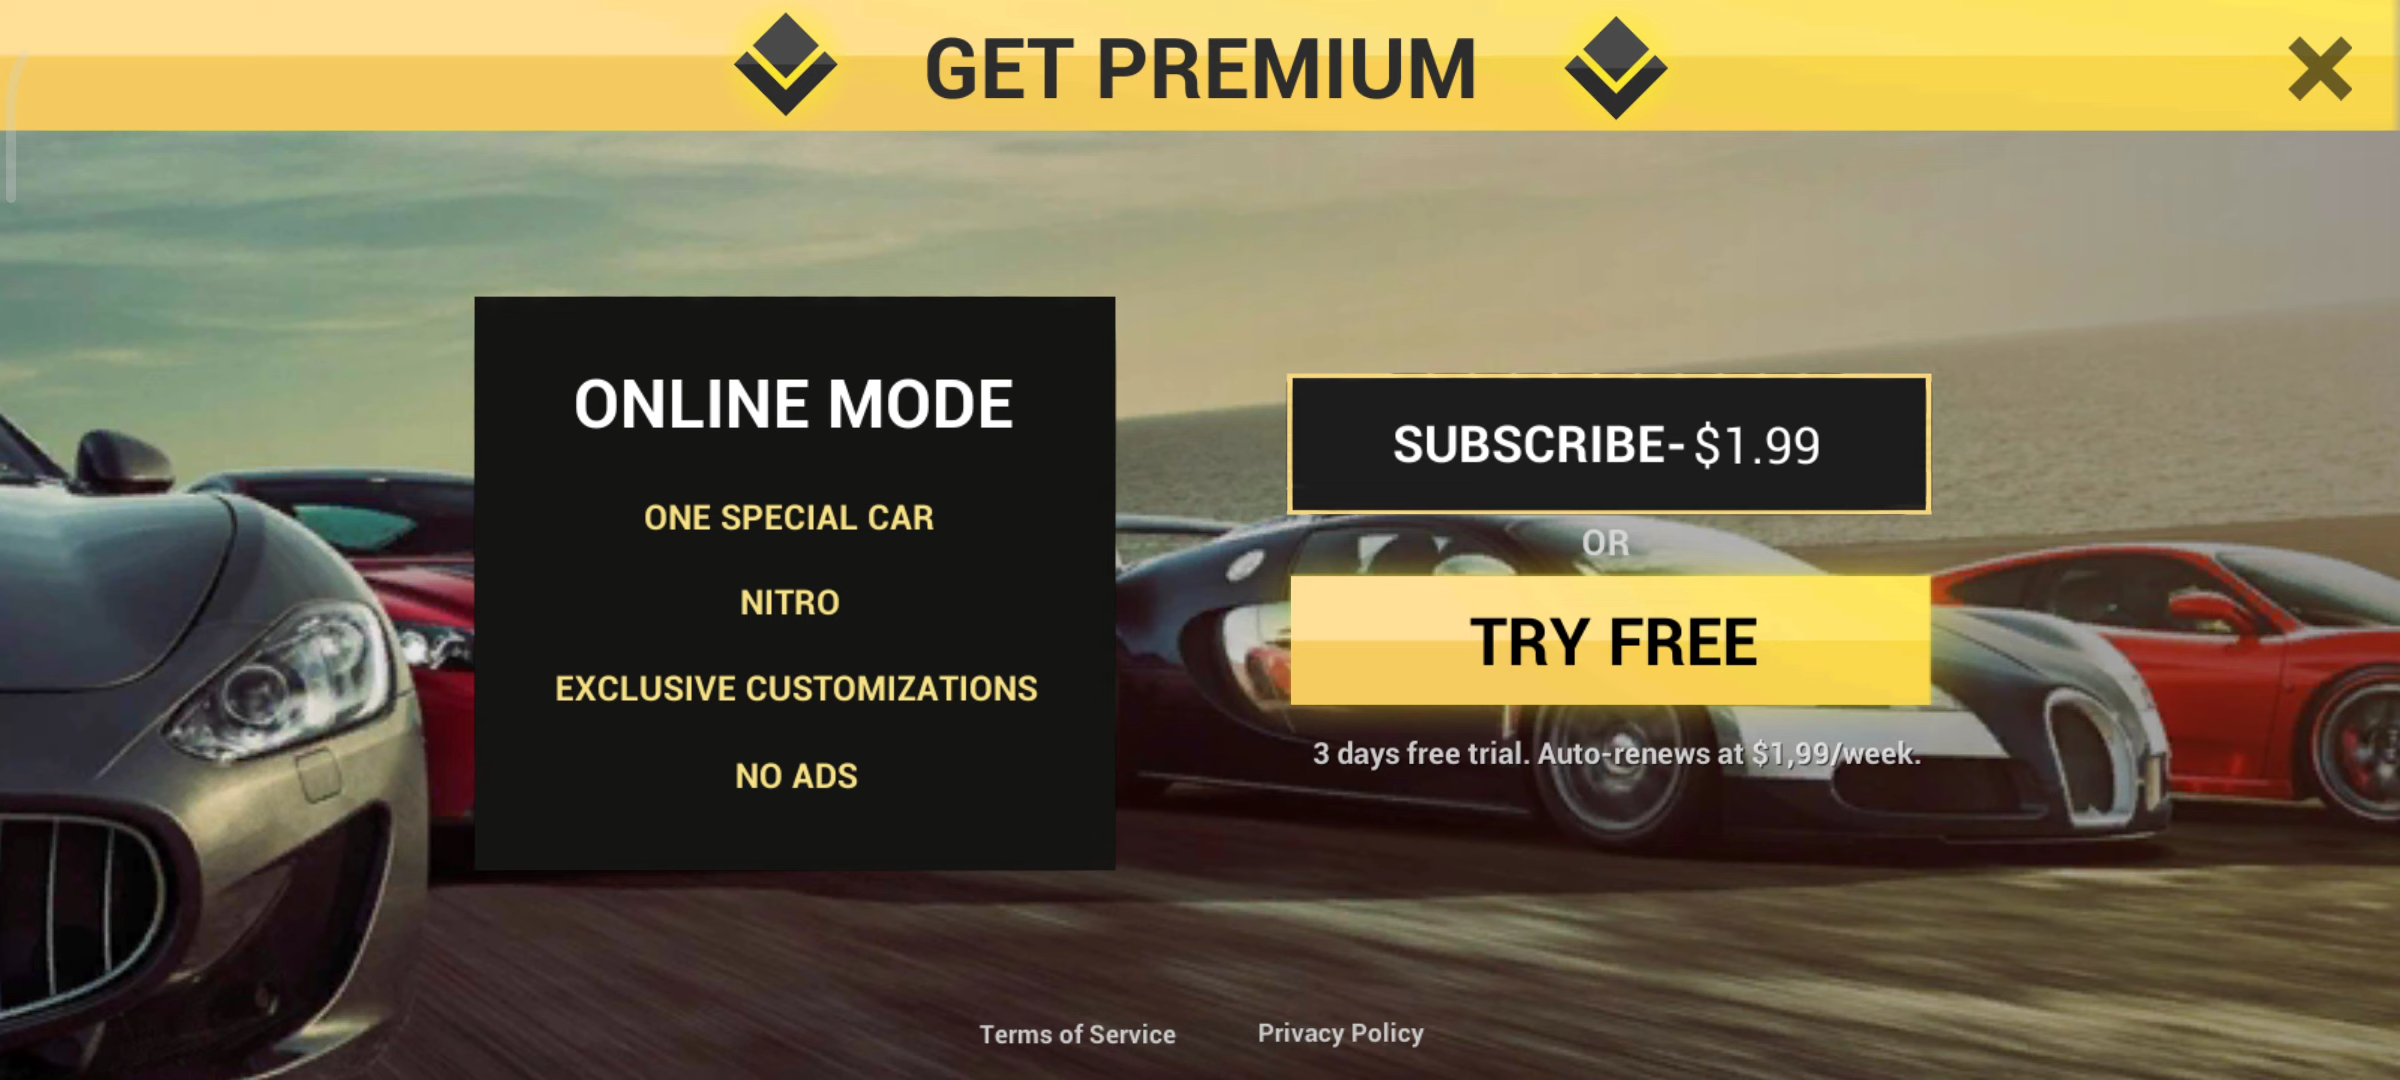 GET PREMIUM
ONLINE MODE
ONE SPECIAL CAR
NITRO
EXCLUSIVE CUSTOMIZATIONS
NO ADS
SUBSCRIBE- $1.99
OR
TRY FREE
3 days free trial. Auto-renews at $1,99/week.
Terms of Service
Privacy Policy